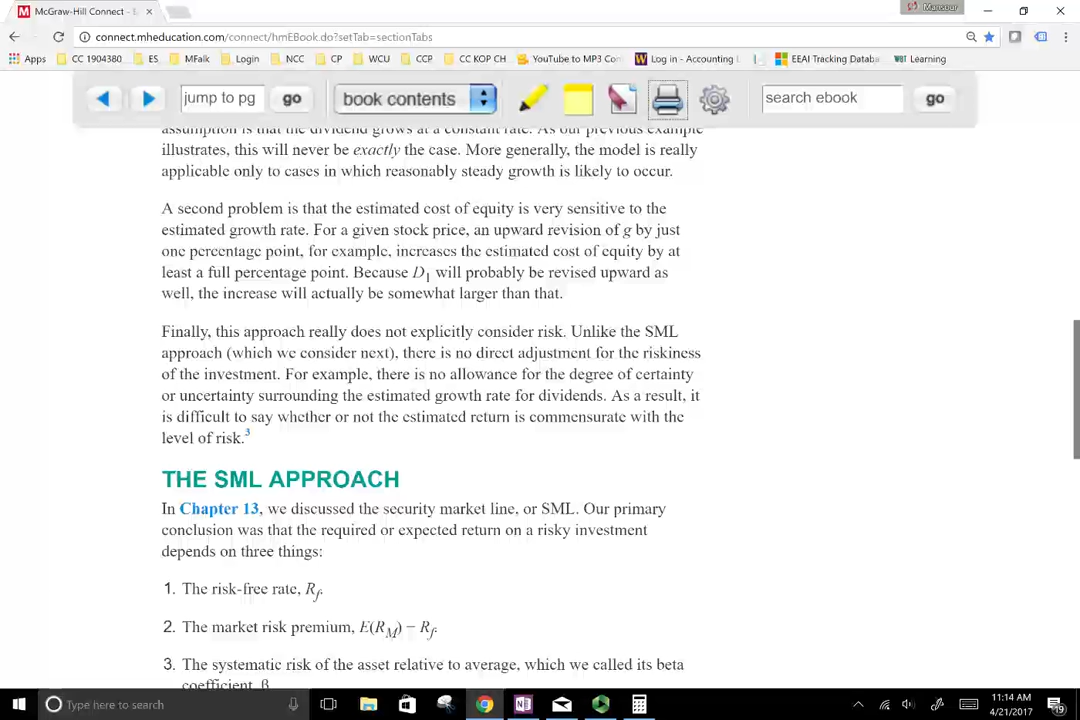 McGraw-Hill Connect - E
Mansour
connect.mheducation.com/connect/hmEBook.do?setTab=sectionTabs
Apps CC 1904380 ES MFalk Login NCC CP WCU CCP CC KOP CH YouTube to MP3 Con Log in - Accounting L EEAI Tracking Databa WBT Learning
jump to pg go book contents search ebook go
assumption is that the dividend grows at a constant rate. As our previous example
illustrates, this will never be exactly the case. More generally, the model is really
applicable only to cases in which reasonably steady growth is likely to occur.
A second problem is that the estimated cost of equity is very sensitive to the
estimated growth rate. For a given stock price, an upward revision of g by just
one percentage point, for example, increases the estimated cost of equity by at
least a full percentage point. Because D1 will probably be revised upward as
well, the increase will actually be somewhat larger than that.
Finally, this approach really does not explicitly consider risk. Unlike the SML
approach (which we consider next), there is no direct adjustment for the riskiness
of the investment. For example, there is no allowance for the degree of certainty
or uncertainty surrounding the estimated growth rate for dividends. As a result, it
is difficult to say whether or not the estimated return is commensurate with the
level of risk.3
THE SML APPROACH
In Chapter 13, we discussed the security market line, or SML. Our primary
conclusion was that the required or expected return on a risky investment
depends on three things:
1. The risk-free rate, Rf.
2. The market risk premium, E(RM) − Rf.
3. The systematic risk of the asset relative to average, which we called its beta
coefficient, β.
Type here to search
11:14 AM
4/21/2017
19